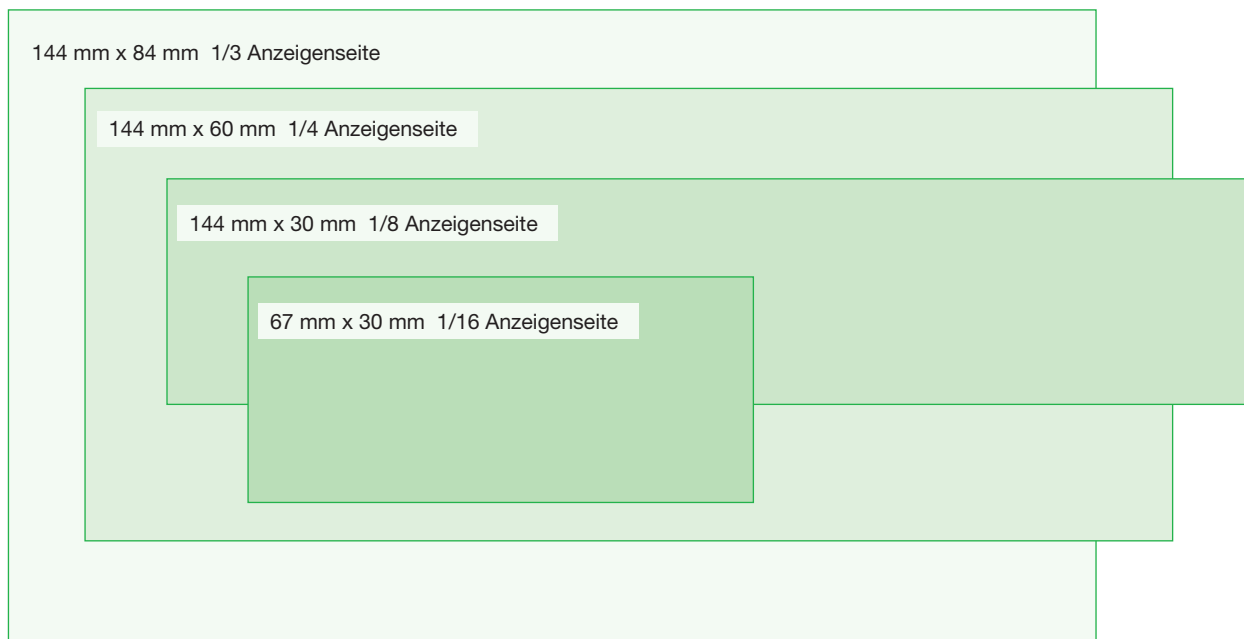 144 mm x 84 mm  1/3 Anzeigenseite
144 mm x 60 mm  1/4 Anzeigenseite
144 mm x 30 mm  1/8 Anzeigenseite
67 mm x 30 mm  1/16 Anzeigenseite